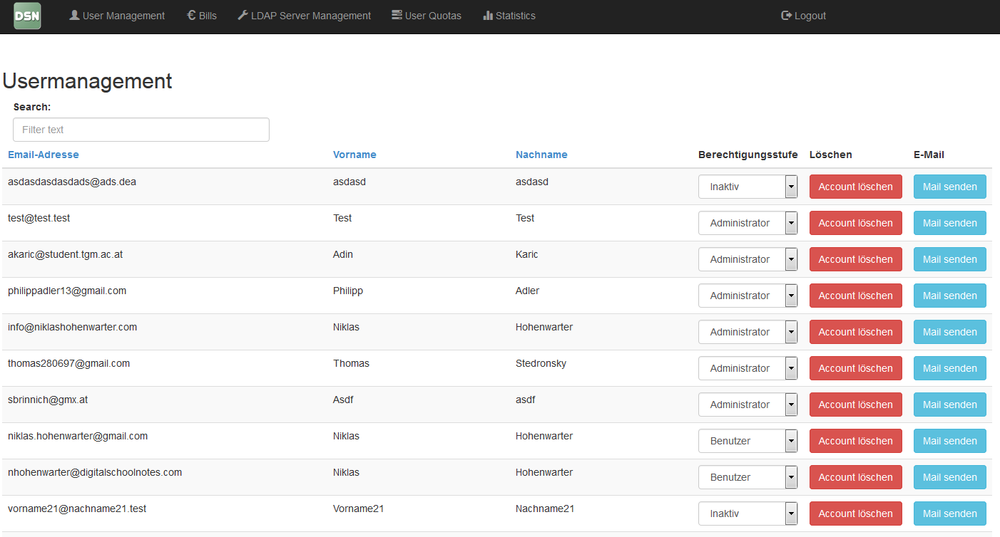 DSN User Management Bills LDAP Server Management User Quotas Statistics Logout
Usermanagement
Search:
Filter text
Email-Adresse Vorname Nachname Berechtigungsstufe Löschen E-Mail
asdasdasdasdads@ads.dea asdasd asdasd Inaktiv Account löschen Mail senden
test@test.test Test Test Administrator Account löschen Mail senden
akaric@student.tgm.ac.at Adin Karic Administrator Account löschen Mail senden
philippadler13@gmail.com Philipp Adler Administrator Account löschen Mail senden
info@niklashohenwarter.com Niklas Hohenwarter Administrator Account löschen Mail senden
thomas280697@gmail.com Thomas Stedronsky Administrator Account löschen Mail senden
sbrinnich@gmx.at Asdf asdf Administrator Account löschen Mail senden
niklas.hohenwarter@gmail.com Niklas Hohenwarter Benutzer Account löschen Mail senden
nhohenwarter@digitalschoolnotes.com Niklas Hohenwarter Benutzer Account löschen Mail senden
vorname21@nachname21.test Vorname21 Nachname21 Inaktiv Account löschen Mail senden